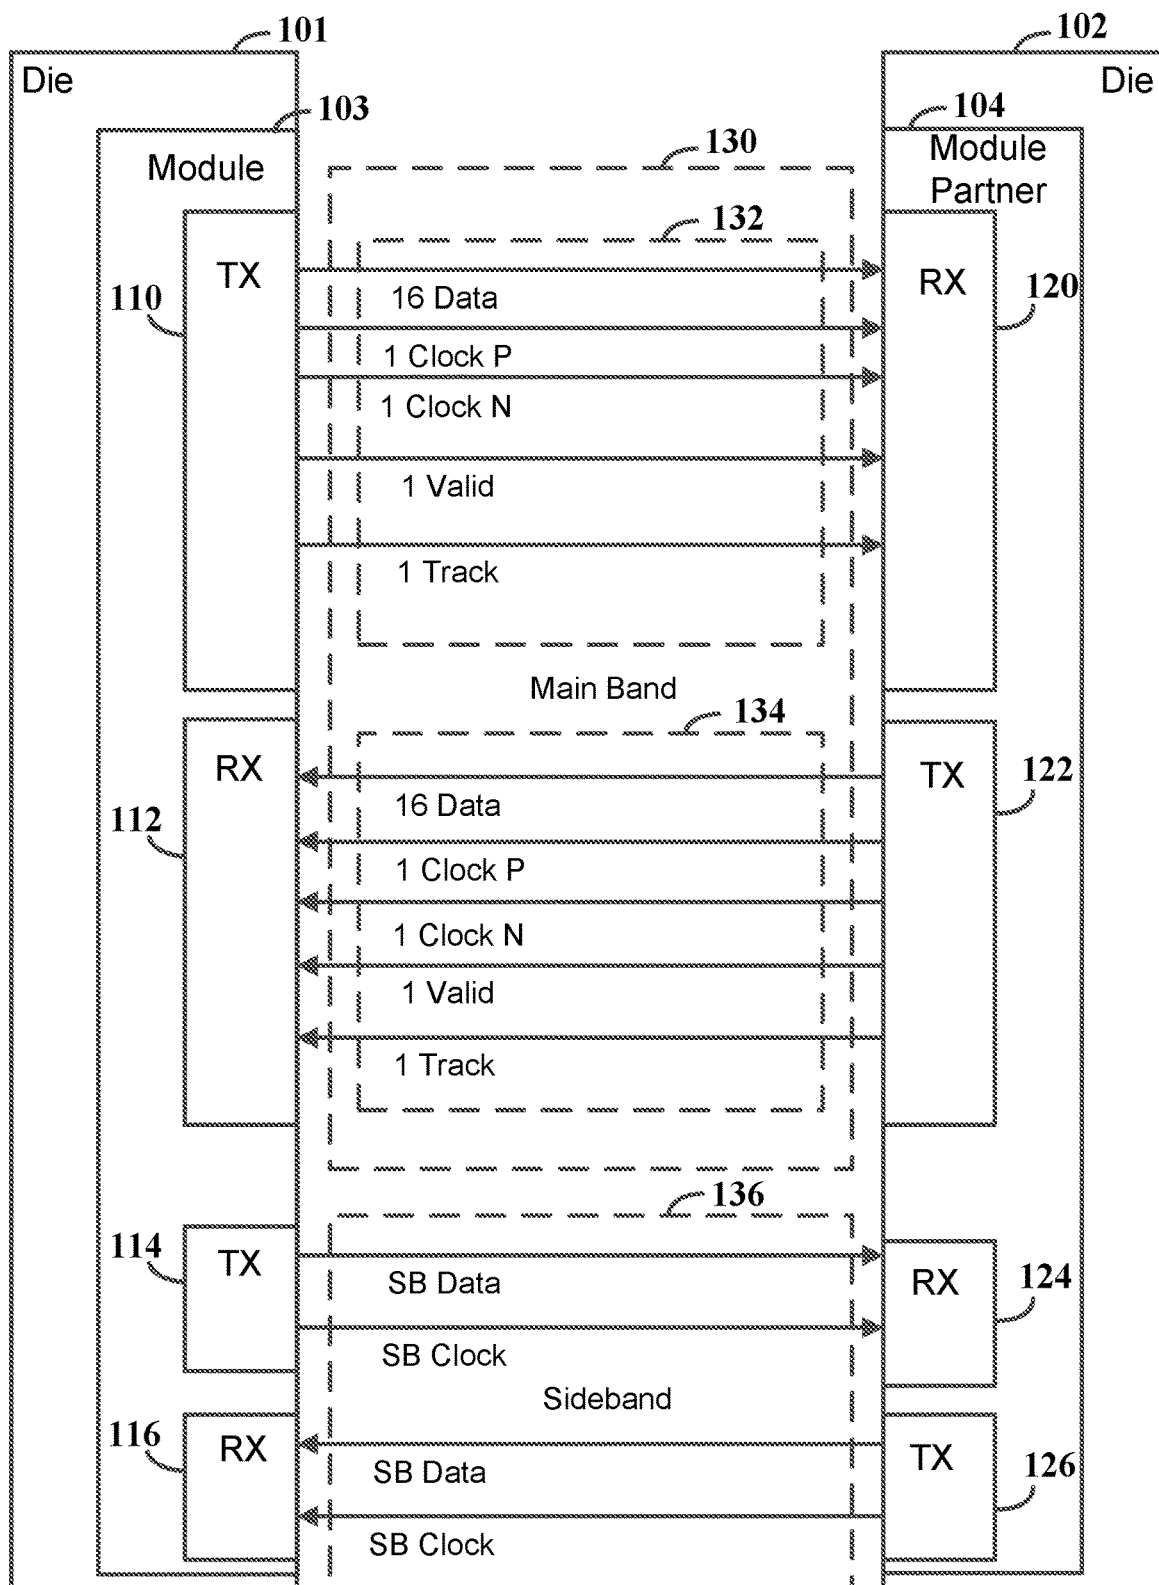 101
102
Die
Die
103
104
Module
Module
Partner
130
132
TX
RX
110
120
16 Data
1 Clock P
1 Clock N
1 Valid
1 Track
Main Band
134
RX
TX
112
122
16 Data
1 Clock P
1 Clock N
1 Valid
1 Track
136
114
TX
RX
124
SB Data
SB Clock
Sideband
116
RX
TX
126
SB Data
SB Clock